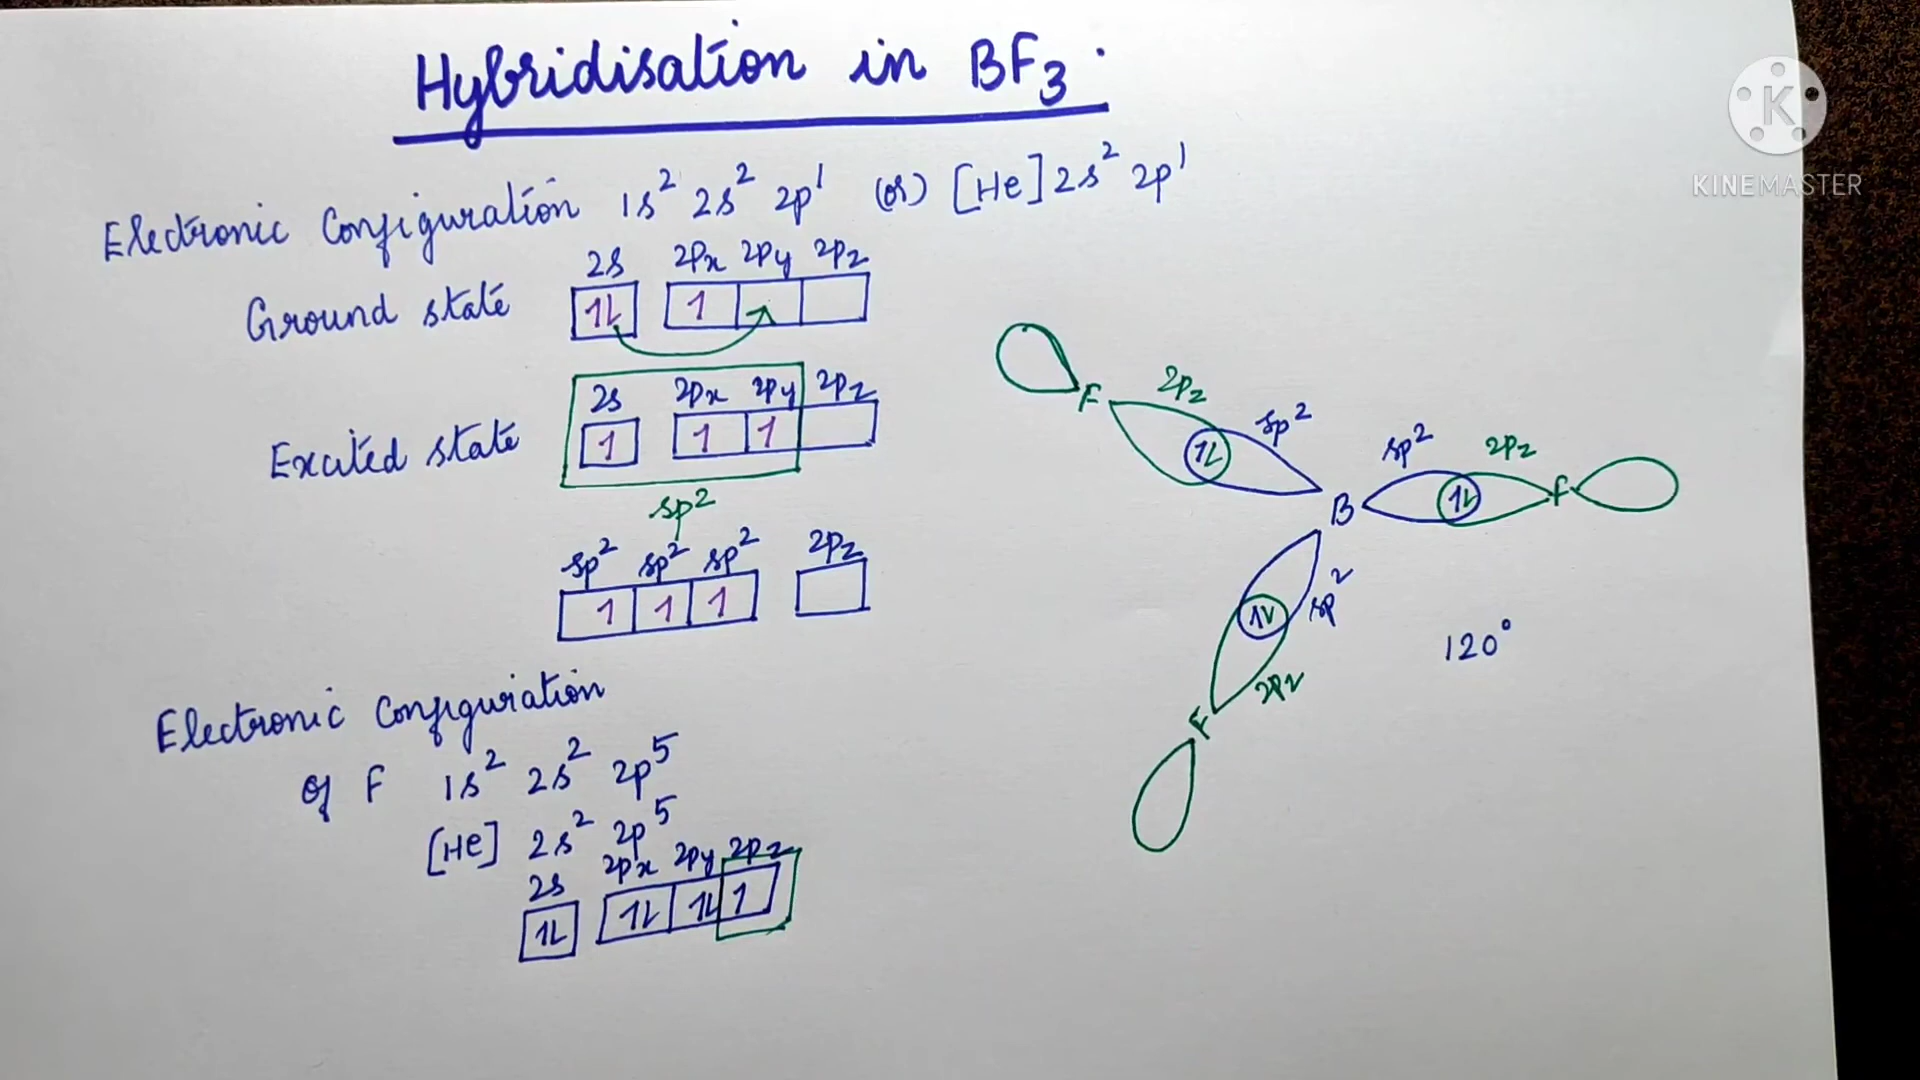 Hybridisation in BF₃.
KINEMASTER
Electronic Configuration 1s² 2s² 2p¹ (or) [He] 2s² 2p¹
2s 2px 2py 2pz
Ground state 1L 1
2s 2px 2py 2pz
Excited state 1 1 1
sp²
sp² sp² sp² 2pz
1 1 1
Electronic Configuration
of F 1s² 2s² 2p⁵
[He] 2s² 2p⁵
2s 2px 2py 2pz
1L 1L 1L 1
F 2pz 1L sp²
B sp² 1L 2pz F
sp²
1L
2pz
F
120°